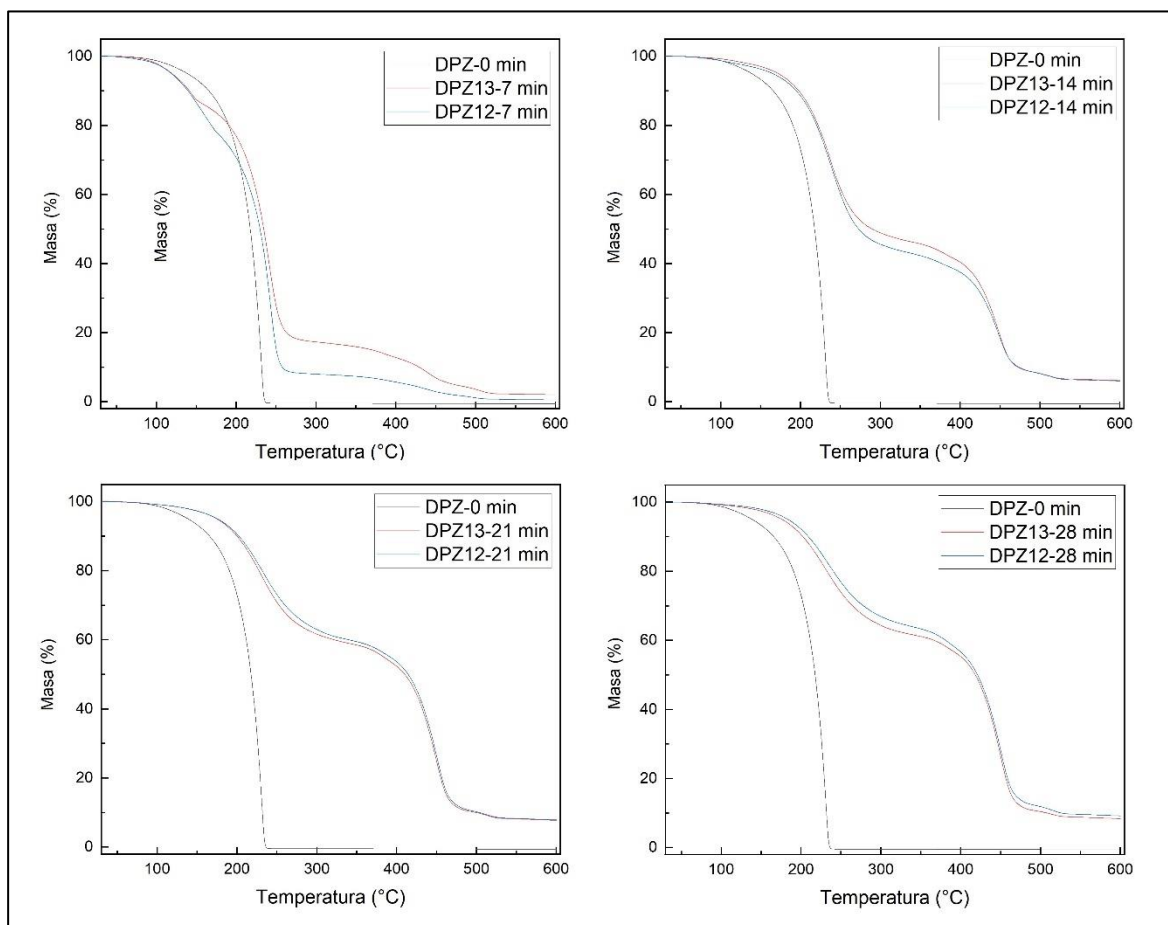 100
80
60
40
20
0
Masa (%)
Masa (%)
DPZ-0 min
DPZ13-7 min
DPZ12-7 min
100 200 300 400 500 600
Temperatura (°C)
100
80
60
40
20
0
Masa (%)
DPZ-0 min
DPZ13-14 min
DPZ12-14 min
100 200 300 400 500 600
Temperatura (°C)
100
80
60
40
20
0
Masa (%)
DPZ-0 min
DPZ13-21 min
DPZ12-21 min
100 200 300 400 500 600
Temperatura (°C)
100
80
60
40
20
0
Masa (%)
DPZ-0 min
DPZ13-28 min
DPZ12-28 min
100 200 300 400 500 600
Temperatura (°C)